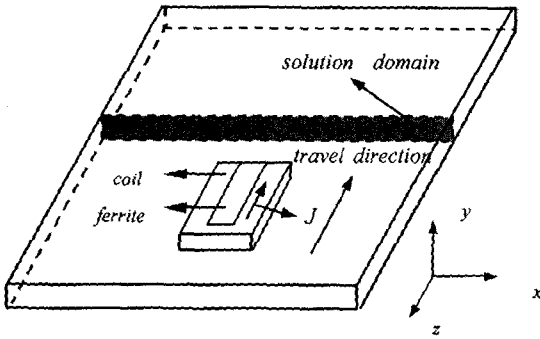 solution domain
travel direction
coil
ferrite
J
y
x
z